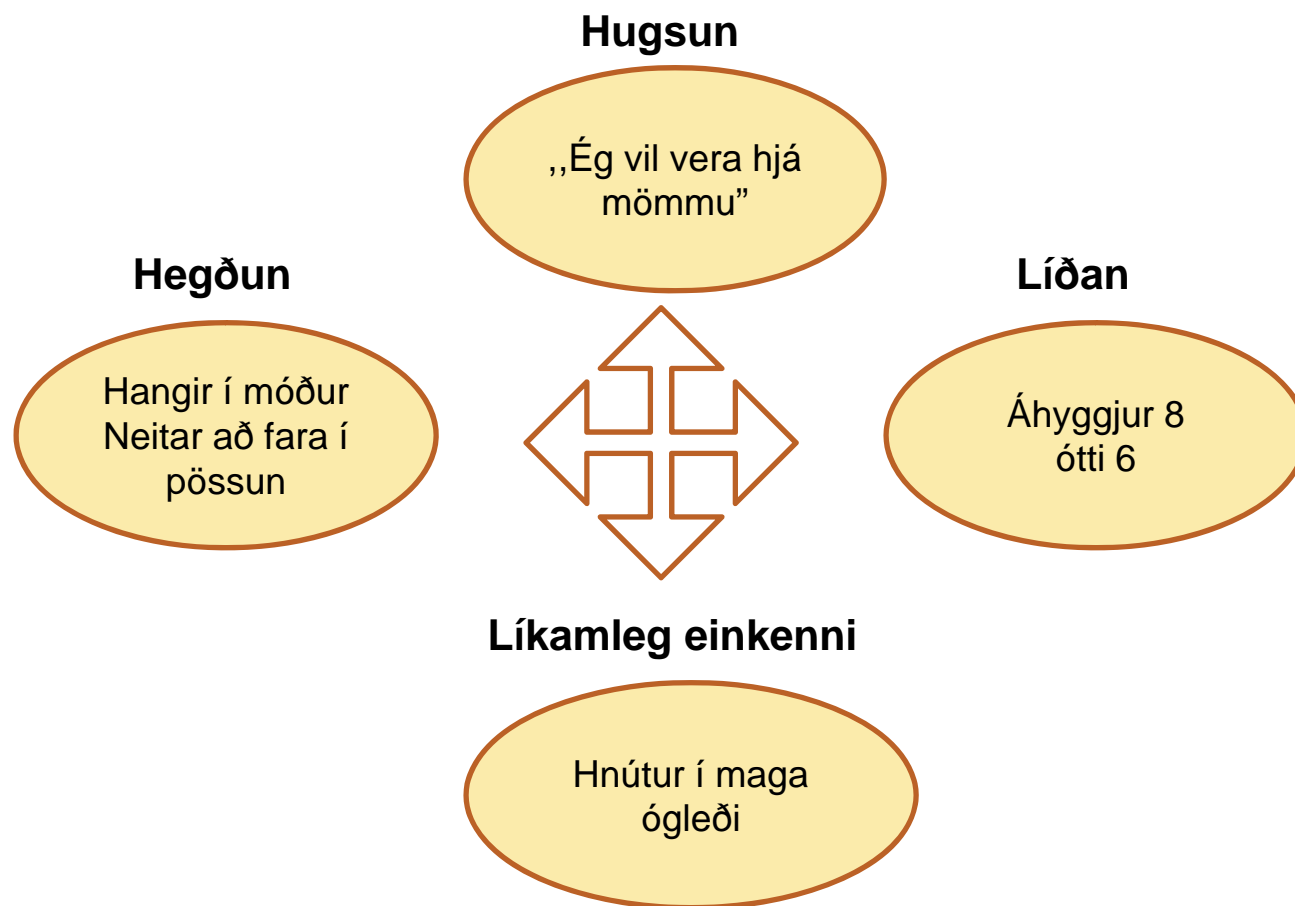 Hugsun
,,Ég vil vera hjá
mömmu”
Hegðun
Hangir í móður
Neitar að fara í
pössun
Líðan
Áhyggjur 8
ótti 6
Líkamleg einkenni
Hnútur í maga
ógleði